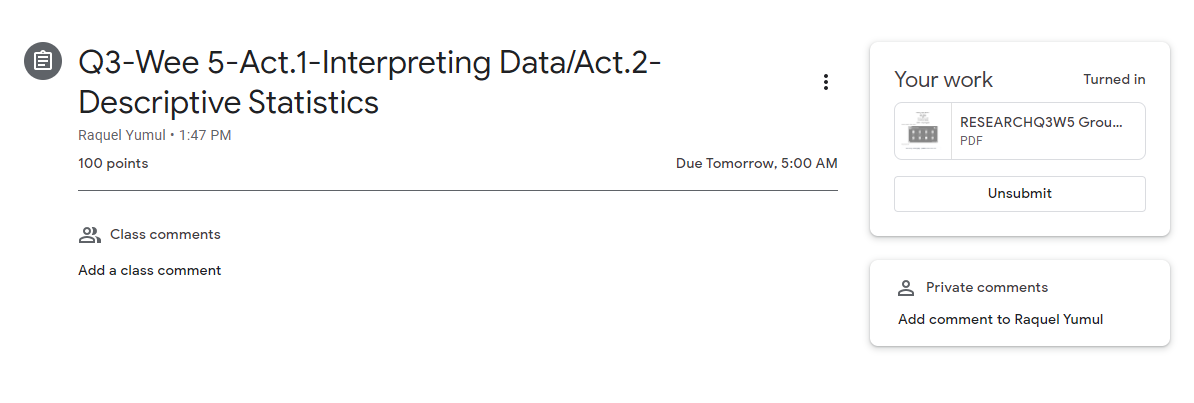 Q3-Wee 5-Act.1-Interpreting Data/Act.2-
Descriptive Statistics
Raquel Yumul • 1:47 PM
100 points
Due Tomorrow, 5:00 AM
Class comments
Add a class comment
Your work
Turned in
RESEARCHQ3W5 Grou...
PDF
Unsubmit
Private comments
Add comment to Raquel Yumul